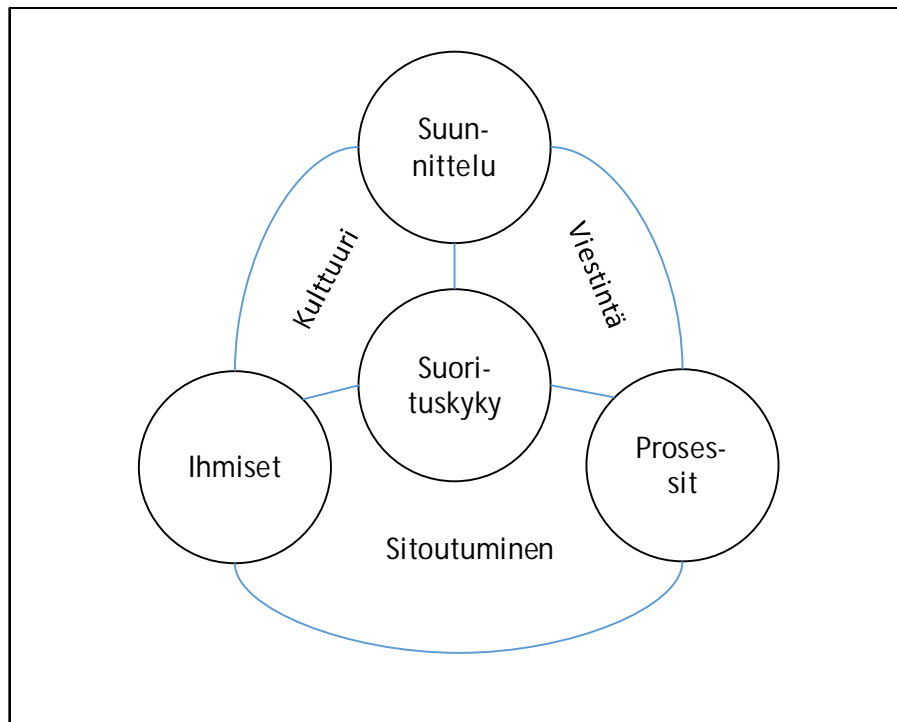 Suun-
nittelu
Kulttuuri
Viestintä
Suori-
tuskyky
Ihmiset
Proses-
sit
Sitoutuminen